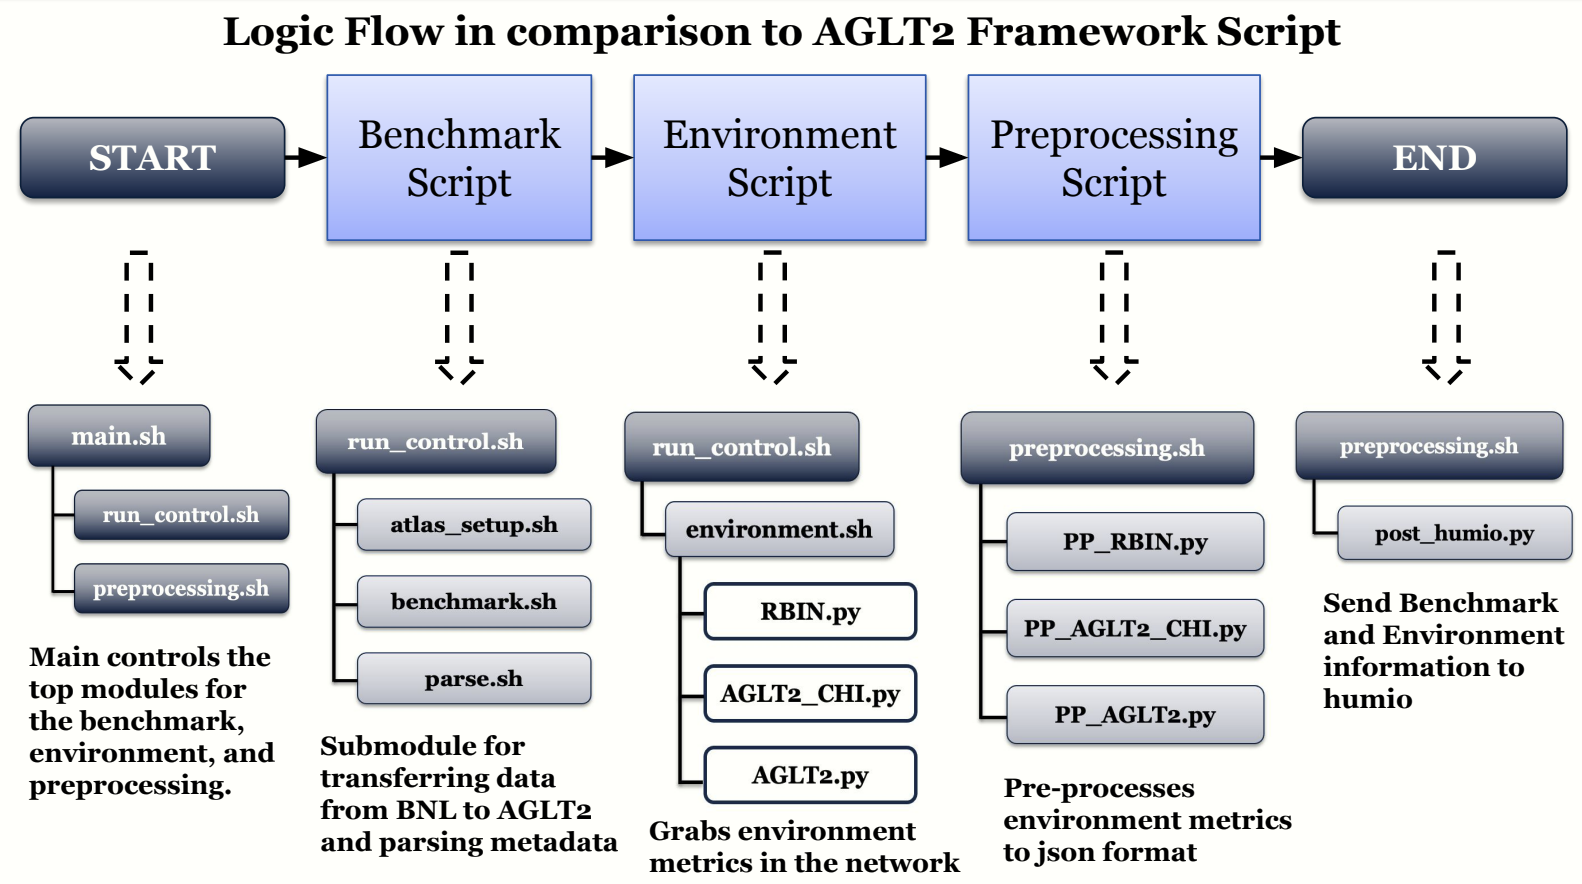 Logic Flow in comparison to AGLT2 Framework Script
START
Benchmark
Script
Environment
Script
Preprocessing
Script
END
main.sh
run_control.sh
preprocessing.sh
Main controls the
top modules for
the benchmark,
environment, and
preprocessing.
run_control.sh
atlas_setup.sh
benchmark.sh
parse.sh
Submodule for
transferring data
from BNL to AGLT2
and parsing metadata
run_control.sh
environment.sh
RBIN.py
AGLT2_CHI.py
AGLT2.py
Grabs environment
metrics in the network
preprocessing.sh
PP_RBIN.py
PP_AGLT2_CHI.py
PP_AGLT2.py
Pre-processes
environment metrics
to json format
preprocessing.sh
post_humio.py
Send Benchmark
and Environment
information to
humio